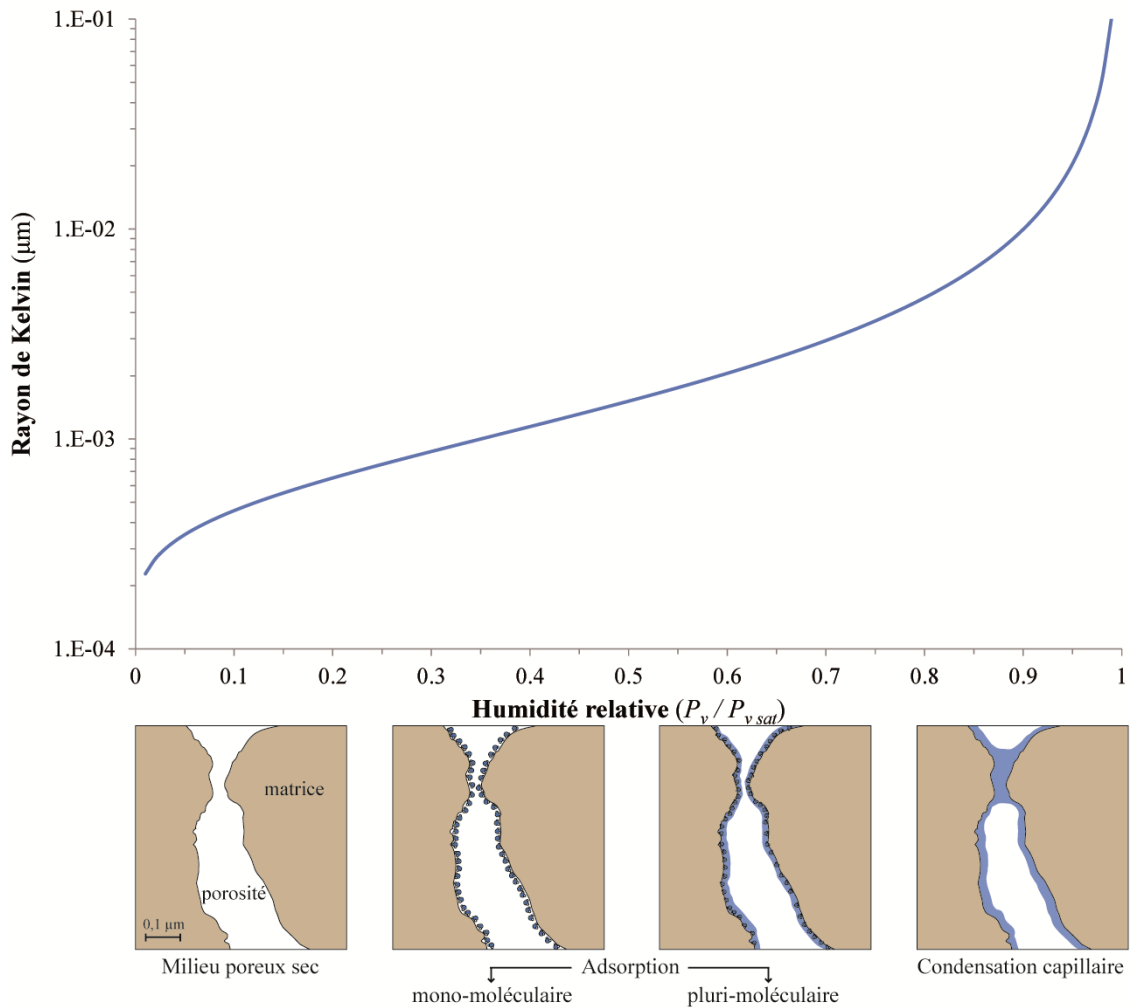 1.E-01
1.E-02
1.E-03
1.E-04
Rayon de Kelvin (µm)
0 0.1 0.2 0.3 0.4 0.5 0.6 0.7 0.8 0.9 1
Humidité relative (Pv / Pv sat)
matrice
porosité
0,1 µm
Milieu poreux sec
Adsorption
mono-moléculaire
pluri-moléculaire
Condensation capillaire